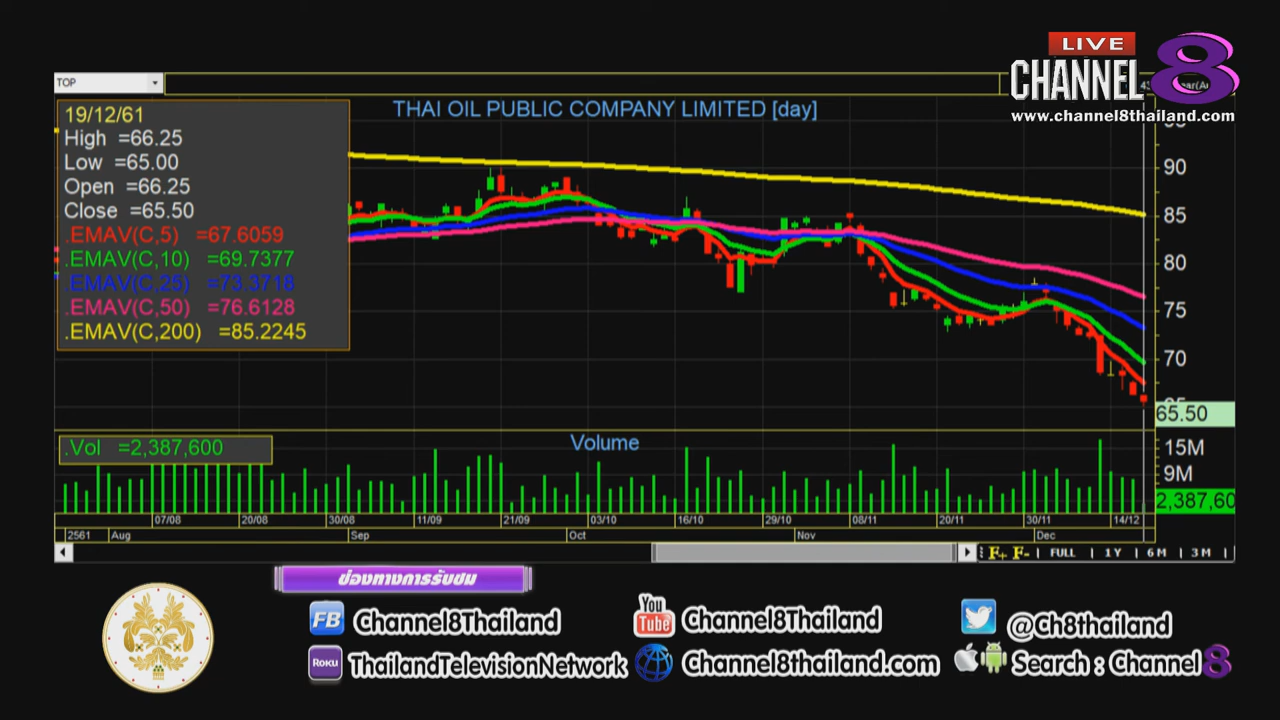 LIVE
CHANNEL 8
www.channel8thailand.com
TOP
THAI OIL PUBLIC COMPANY LIMITED [day]
19/12/61
High =66.25
Low =65.00
Open =66.25
Close =65.50
.EMAV(C,5) =67.6059
.EMAV(C,10) =69.7377
.EMAV(C,25) =73.3718
.EMAV(C,50) =76.6128
.EMAV(C,200) =85.2245
90
85
80
75
70
65.50
.Vol =2,387,600
Volume
15M
9M
2,387,60
07/08 20/08 30/08 11/09 21/09 03/10 16/10 29/10 08/11 20/11 30/11 14/12
2561 Aug Sep Oct Nov Dec
F+ F- FULL 1Y 6M 3M
ช่องทางการรับชม
FB Channel8Thailand
You Tube Channel8Thailand
@Ch8thailand
ROKU ThailandTelevisionNetwork
Channel8thailand.com
Search : Channel 8